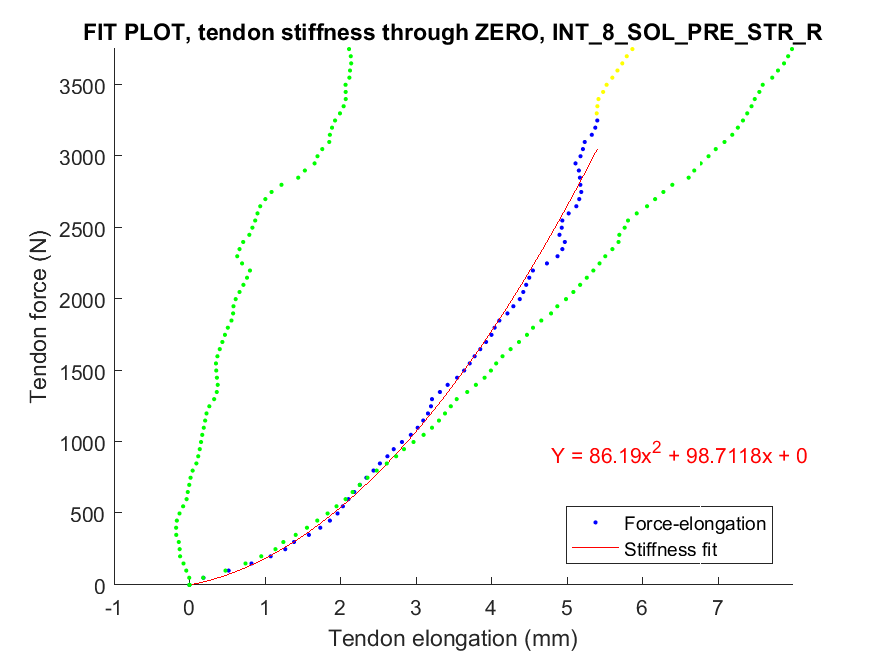 FIT PLOT, tendon stiffness through ZERO, INT_8_SOL_PRE_STR_R
3500
3000
2500
2000
1500
1000
500
0
Tendon force (N)
Y = 86.19x² + 98.7118x + 0
Force-elongation
Stiffness fit
-1 0 1 2 3 4 5 6 7
Tendon elongation (mm)